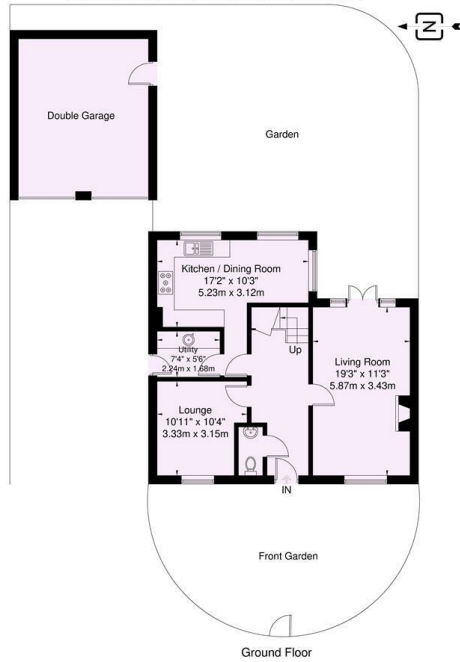 N
Double Garage
Garden
Kitchen / Dining Room
17'2" x 10'3"
5.23m x 3.12m
Up
Utility
7'4" x 5'6"
2.24m x 1.68m
Living Room
19'3" x 11'3"
5.87m x 3.43m
Lounge
10'11" x 10'4"
3.33m x 3.15m
IN
Front Garden
Ground Floor